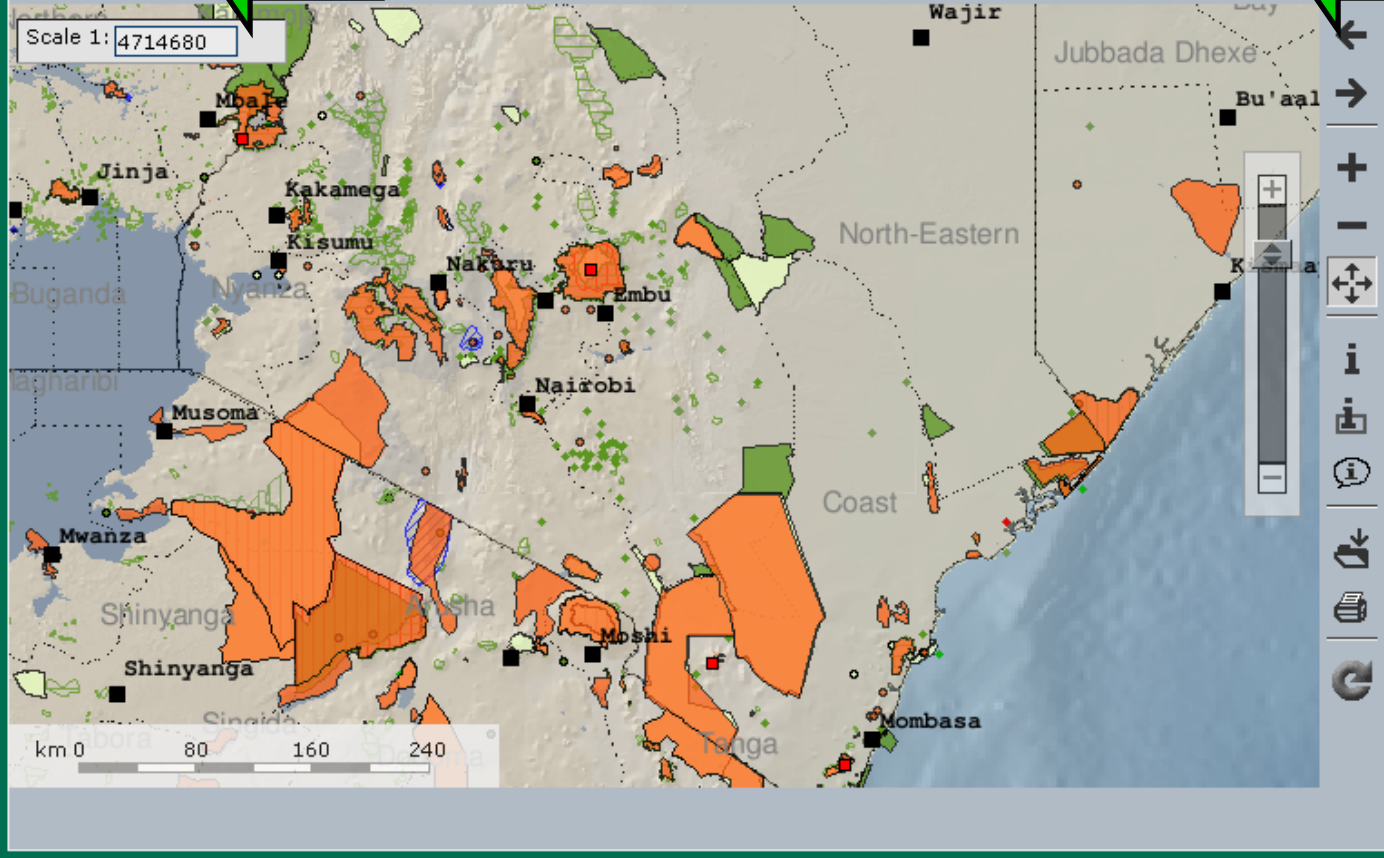 Wajir
Scale 1: 4714680
Jubbada Dhexe
Mbale
Bu'aal
Jinja
Kakamega
Kisumu
North-Eastern
Nakuru
Buganda
Nyanza
Embu
Nairobi
Musoma
Coast
Mwanza
Arusha
Shinyanga
Moshi
Shinyanga
Singida
Mombasa
Tabora
Tanga
km 0 80 160 240